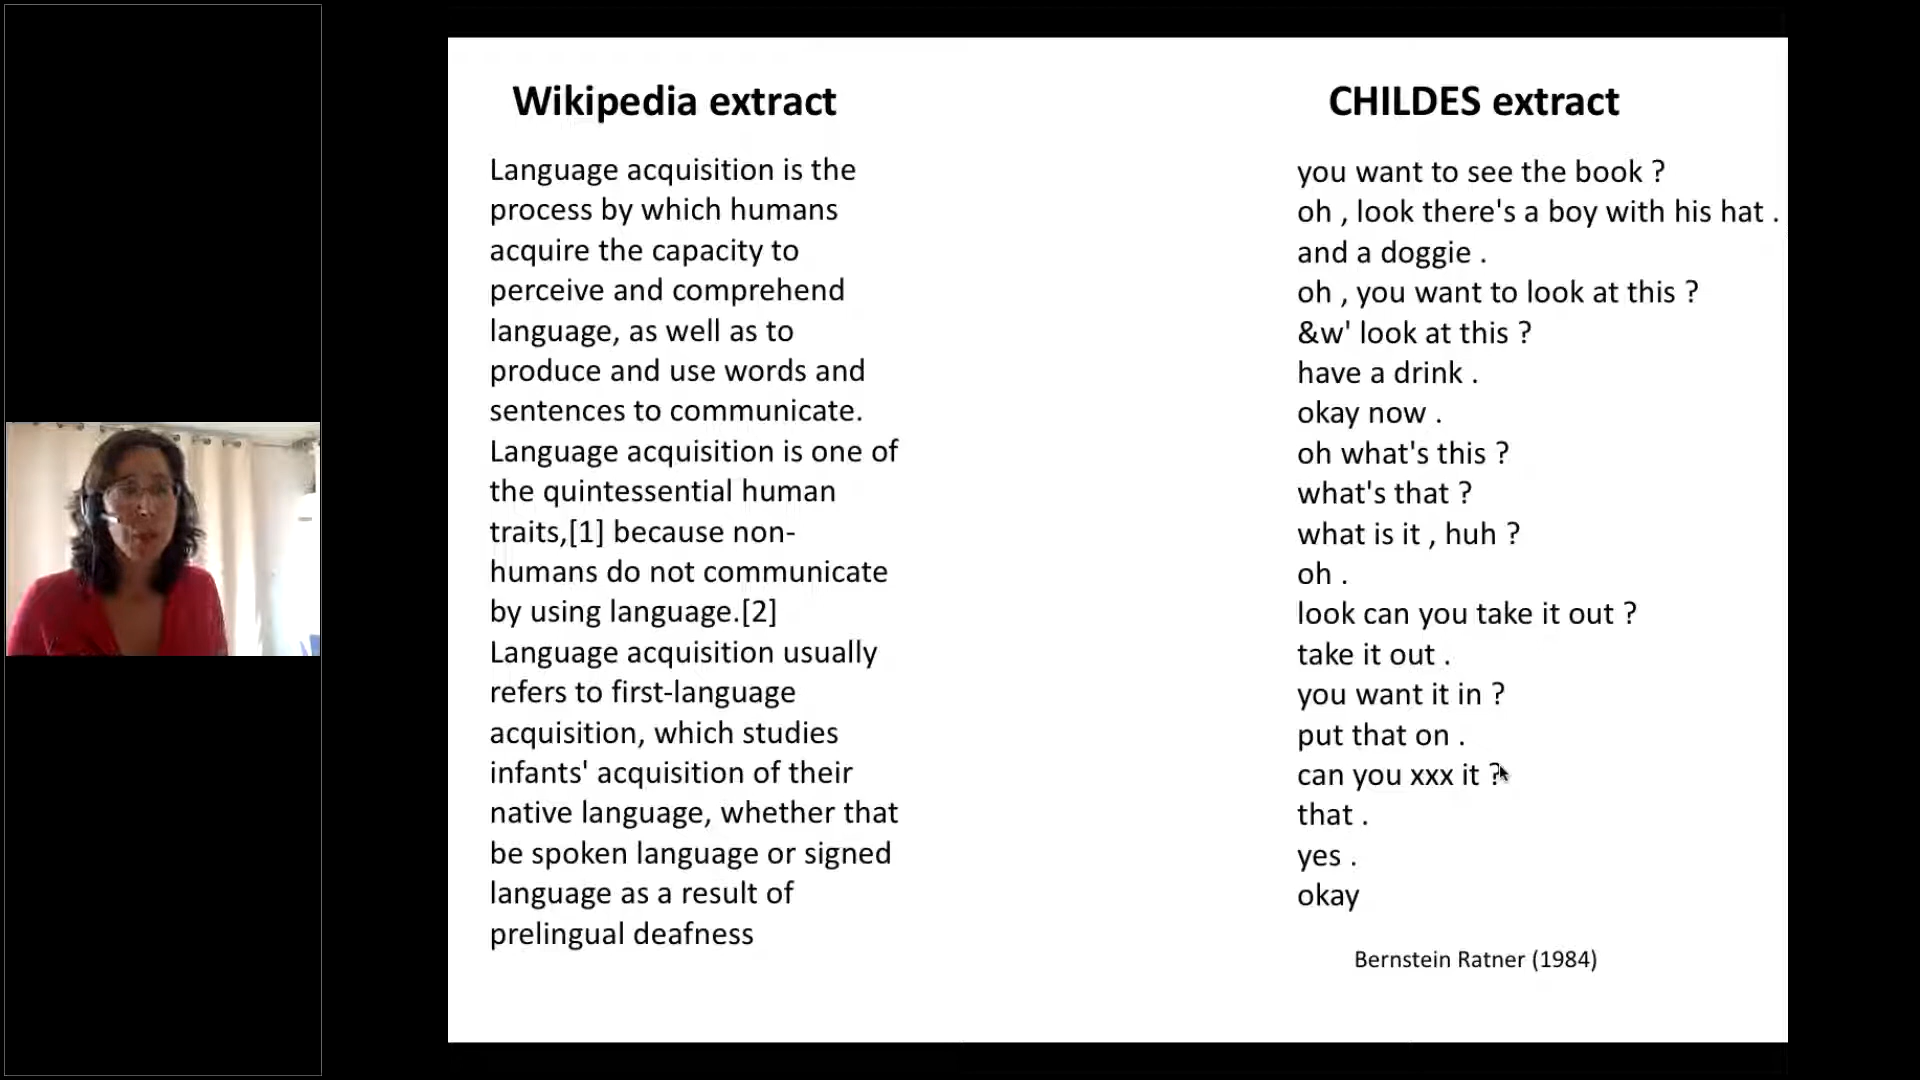 Wikipedia extract
Language acquisition is the
process by which humans
acquire the capacity to
perceive and comprehend
language, as well as to
produce and use words and
sentences to communicate.
Language acquisition is one of
the quintessential human
traits,[1] because non-
humans do not communicate
by using language.[2]
Language acquisition usually
refers to first-language
acquisition, which studies
infants' acquisition of their
native language, whether that
be spoken language or signed
language as a result of
prelingual deafness
CHILDES extract
you want to see the book ?
oh , look there's a boy with his hat .
and a doggie .
oh , you want to look at this ?
&w' look at this ?
have a drink .
okay now .
oh what's this ?
what's that ?
what is it , huh ?
oh .
look can you take it out ?
take it out .
you want it in ?
put that on .
can you xxx it ?
that .
yes .
okay
Bernstein Ratner (1984)